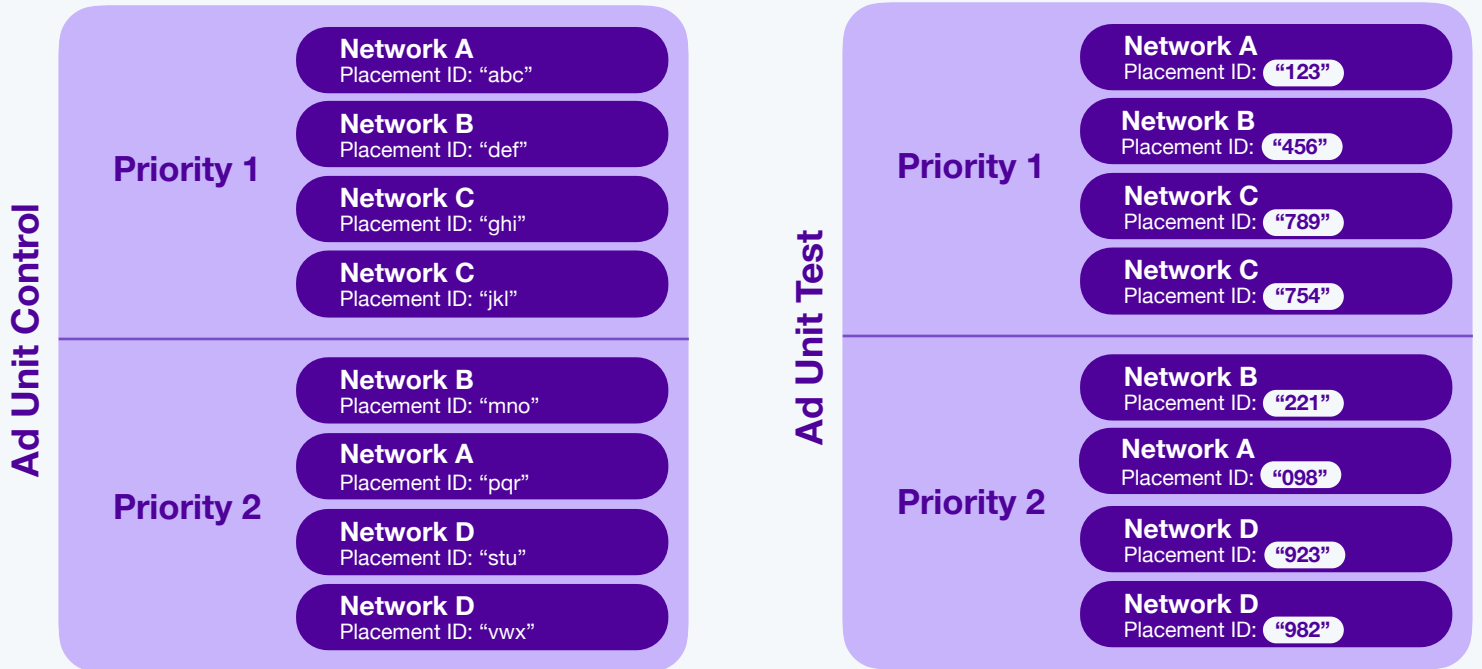 Ad Unit Control
Priority 1
Network A
Placement ID: “abc”
Network B
Placement ID: “def”
Network C
Placement ID: “ghi”
Network C
Placement ID: “jkl”
Priority 2
Network B
Placement ID: “mno”
Network A
Placement ID: “pqr”
Network D
Placement ID: “stu”
Network D
Placement ID: “vwx”
Ad Unit Test
Priority 1
Network A
Placement ID: “123”
Network B
Placement ID: “456”
Network C
Placement ID: “789”
Network C
Placement ID: “754”
Priority 2
Network B
Placement ID: “221”
Network A
Placement ID: “098”
Network D
Placement ID: “923”
Network D
Placement ID: “982”